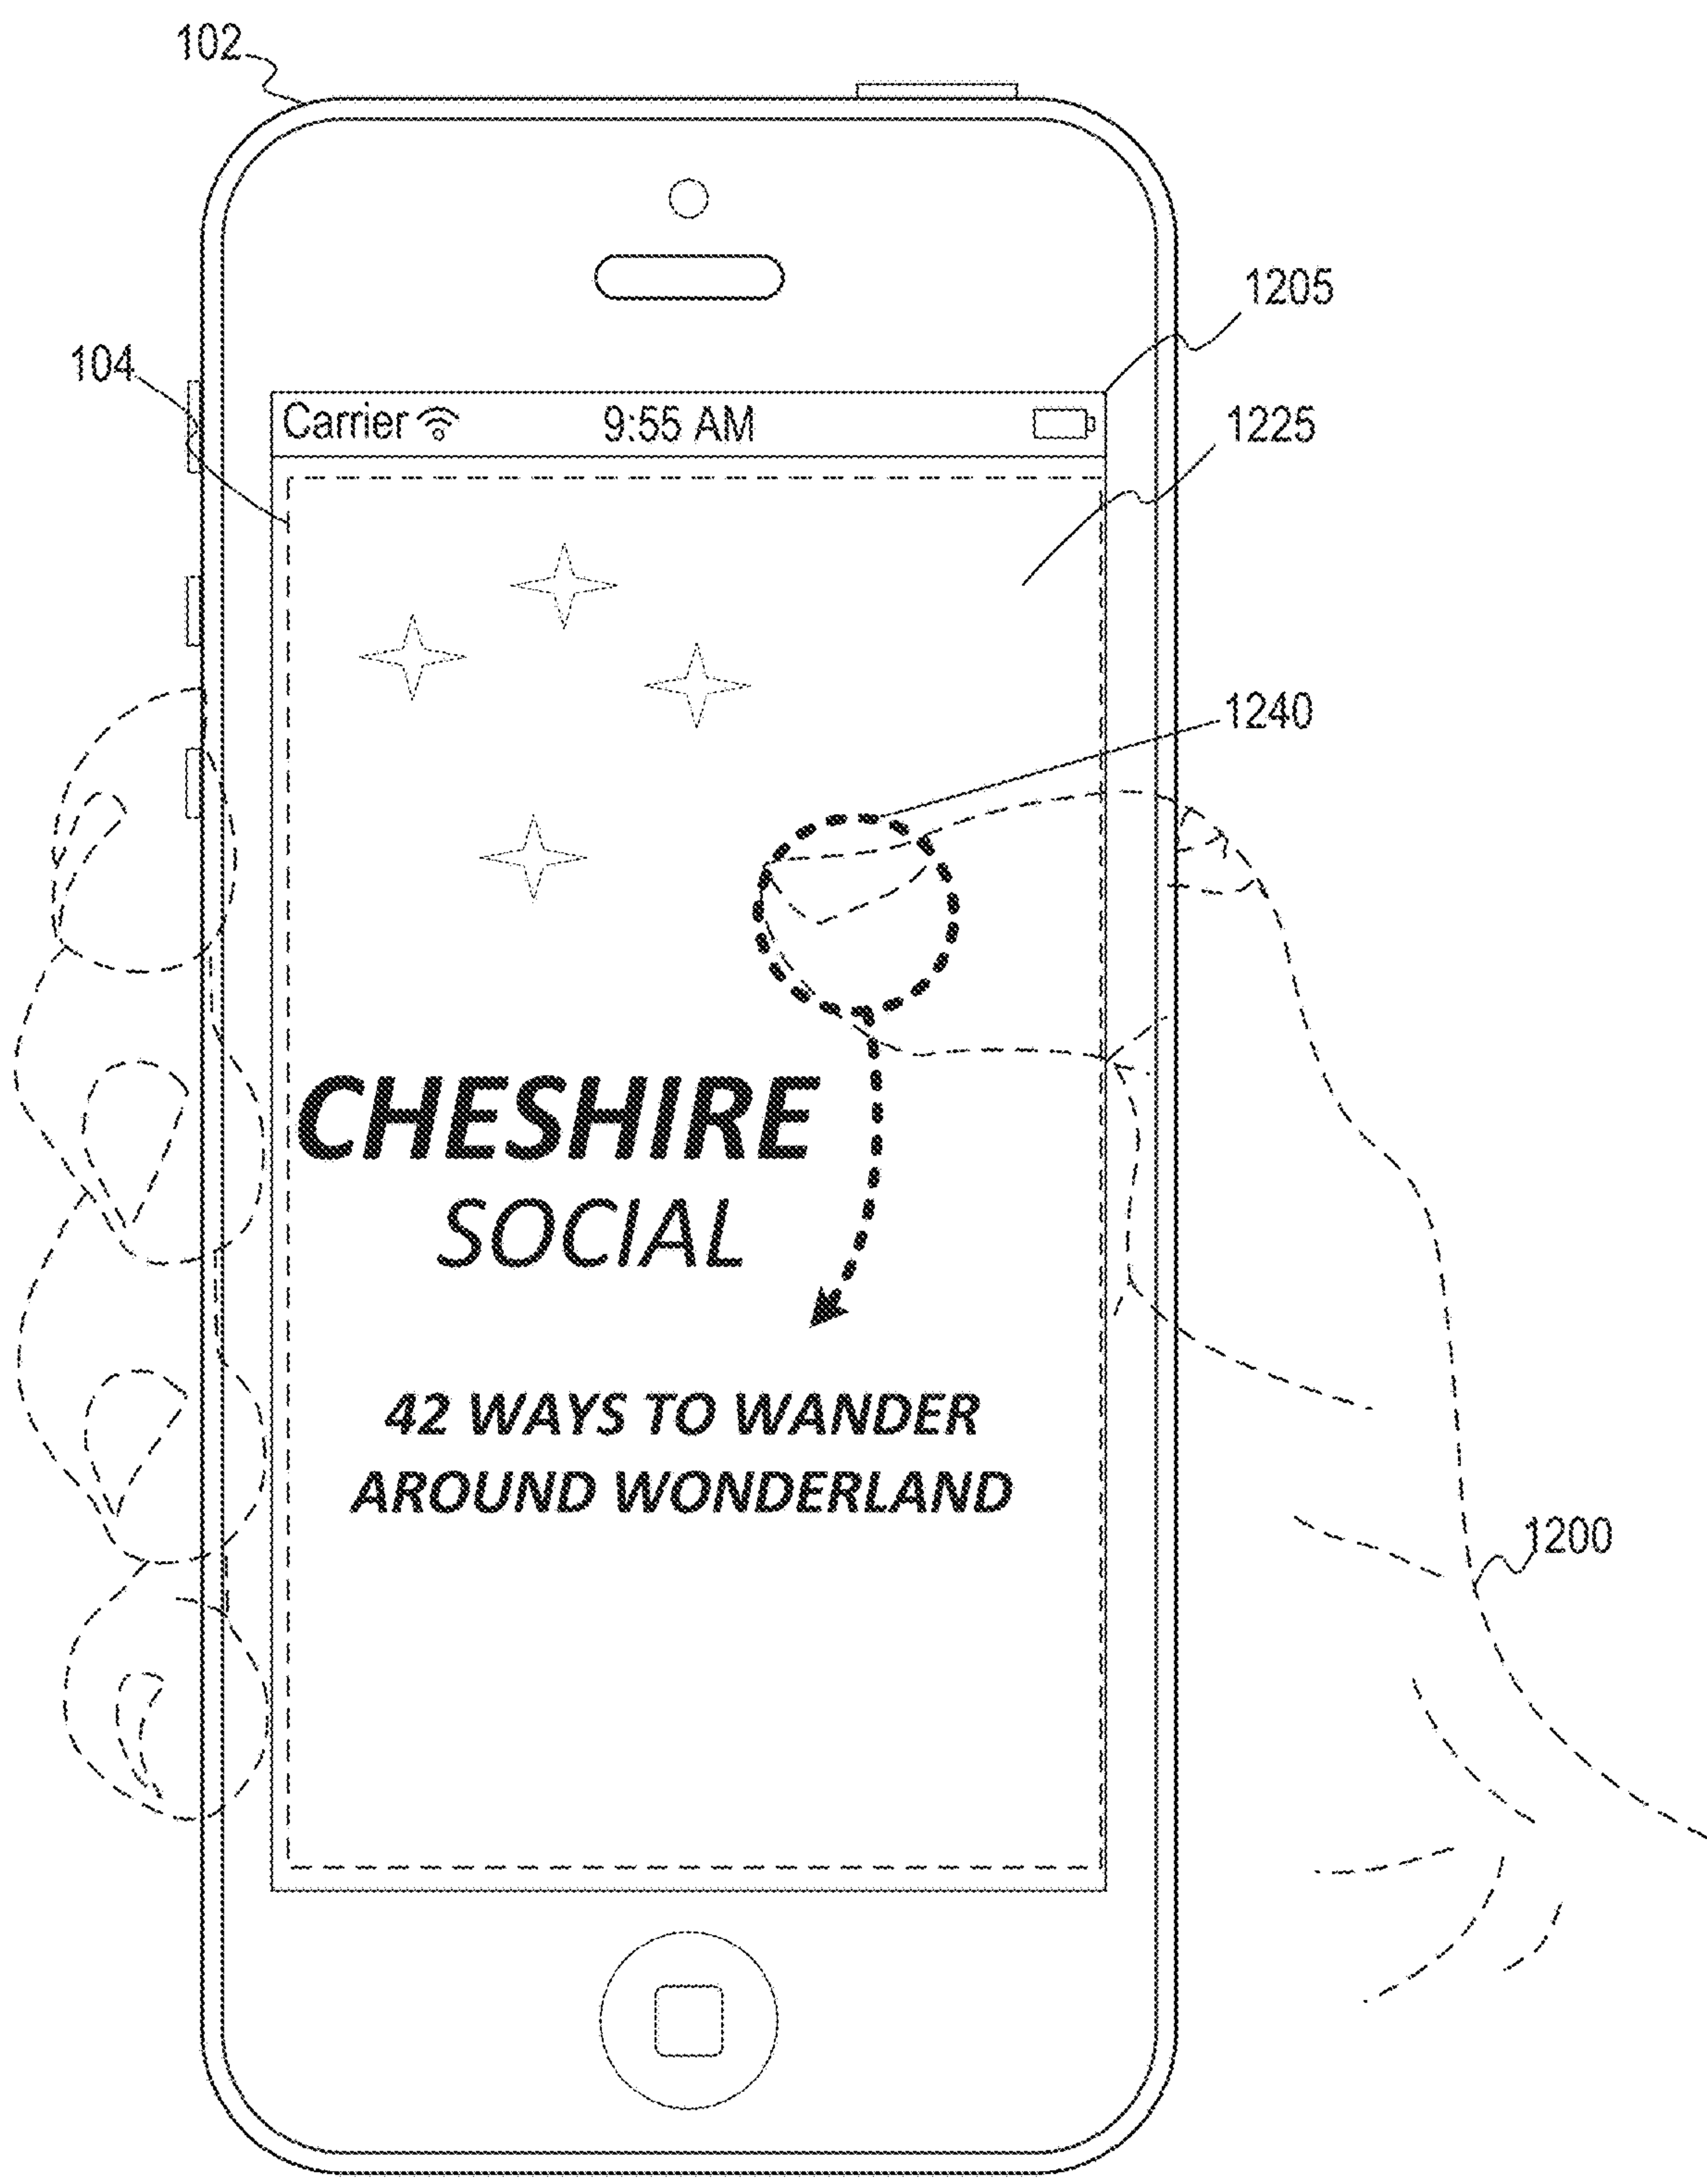 102
1205
104
Carrier 9:55 AM
1225
1240
CHESHIRE
SOCIAL
42 WAYS TO WANDER
AROUND WONDERLAND
1200